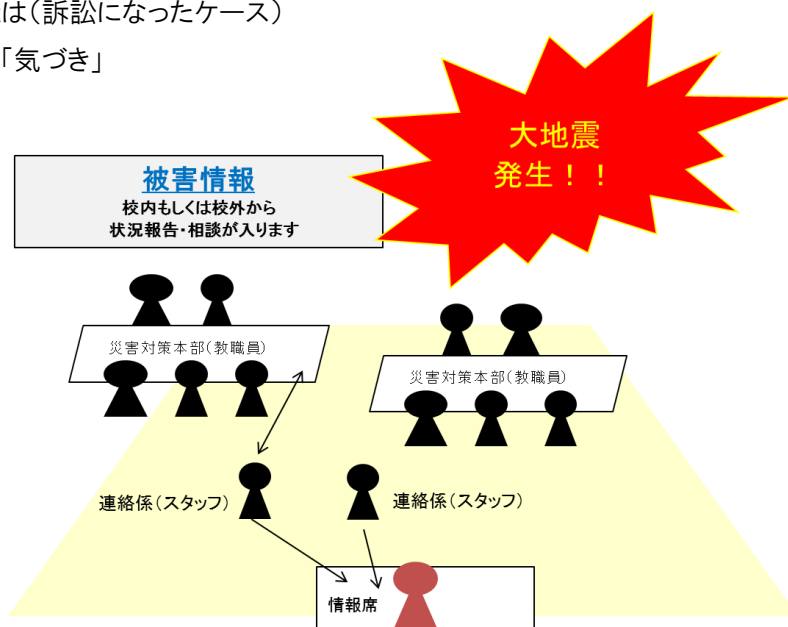 は(訴訟になったケース)
「気づき」
大地震
発生!!
被害情報
校内もしくは校外から
状況報告・相談が入ります
災害対策本部(教職員)
災害対策本部(教職員)
連絡係(スタッフ)
連絡係(スタッフ)
情報席